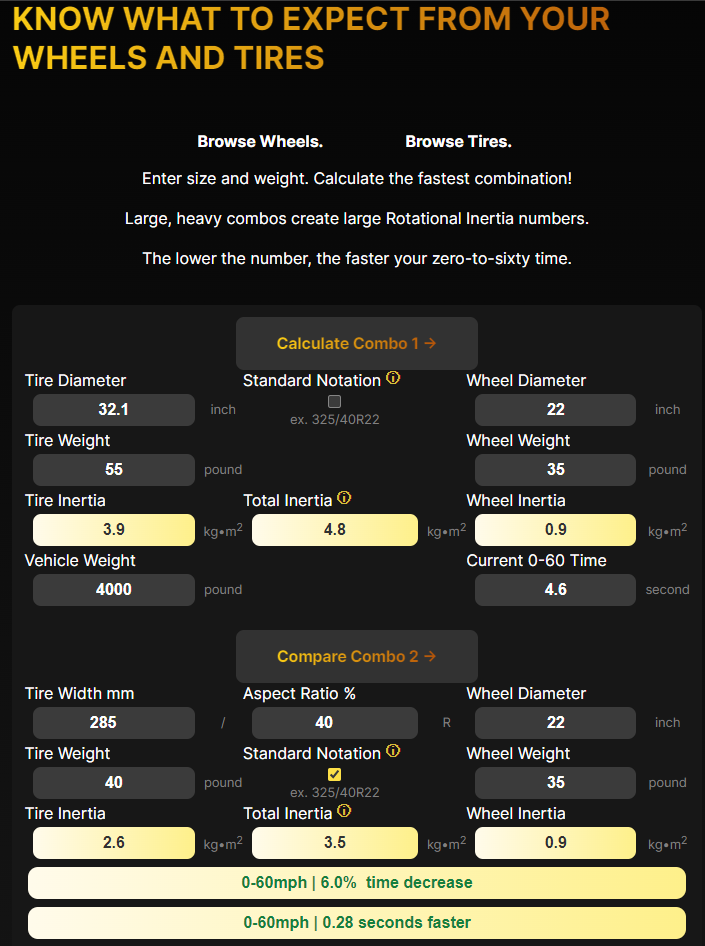 KNOW WHAT TO EXPECT FROM YOUR
WHEELS AND TIRES
Browse Wheels. Browse Tires.
Enter size and weight. Calculate the fastest combination!
Large, heavy combos create large Rotational Inertia numbers.
The lower the number, the faster your zero-to-sixty time.
Calculate Combo 1 →
Tire Diameter Standard Notation ⓘ Wheel Diameter
32.1 inch 22 inch
ex. 325/40R22
Tire Weight Wheel Weight
55 pound 35 pound
Tire Inertia Total Inertia ⓘ Wheel Inertia
3.9 kg•m² 4.8 kg•m² 0.9 kg•m²
Vehicle Weight Current 0-60 Time
4000 pound 4.6 second
Compare Combo 2 →
Tire Width mm Aspect Ratio % Wheel Diameter
285 / 40 R 22 inch
Tire Weight Standard Notation ⓘ Wheel Weight
40 pound 35 pound
ex. 325/40R22
Tire Inertia Total Inertia ⓘ Wheel Inertia
2.6 kg•m² 3.5 kg•m² 0.9 kg•m²
0-60mph | 6.0% time decrease
0-60mph | 0.28 seconds faster